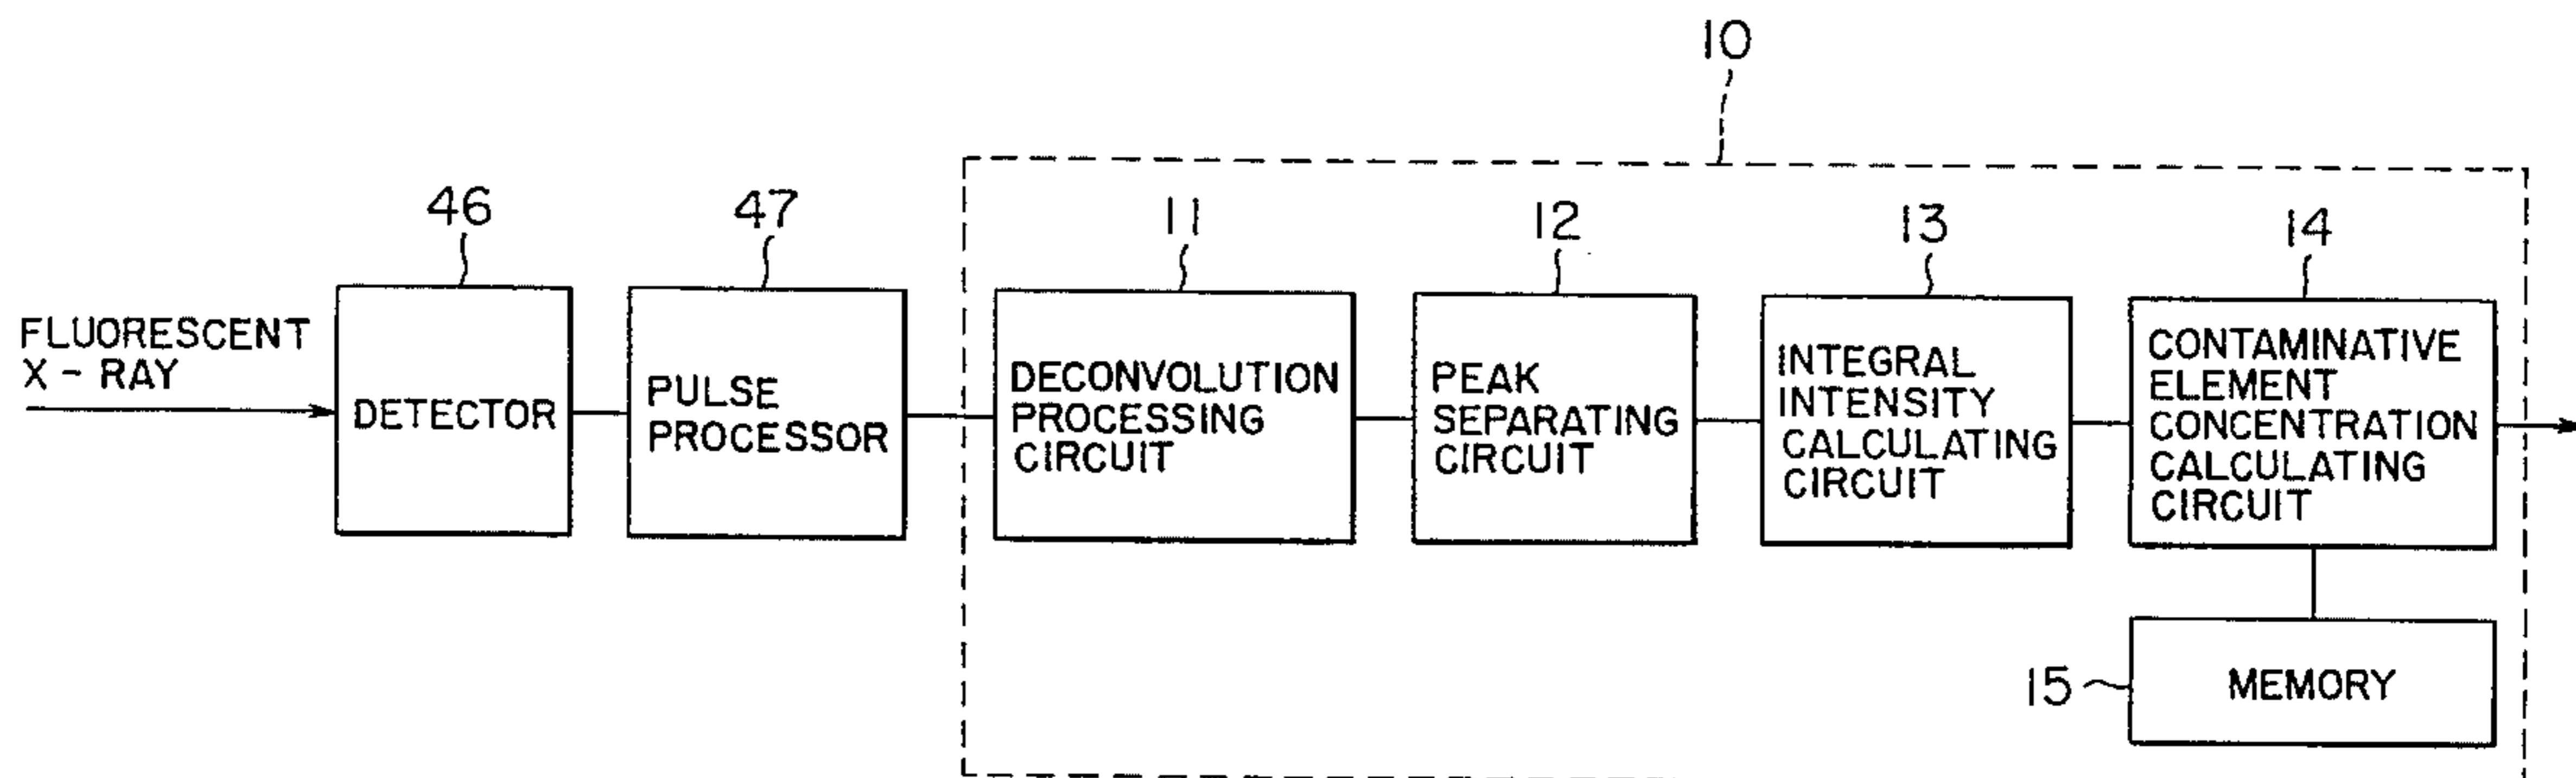 10
46
47
11
12
13
14
FLUORESCENT
X - RAY
DETECTOR
PULSE
PROCESSOR
DECONVOLUTION
PROCESSING
CIRCUIT
PEAK
SEPARATING
CIRCUIT
INTEGRAL
INTENSITY
CALCULATING
CIRCUIT
CONTAMINATIVE
ELEMENT
CONCENTRATION
CALCULATING
CIRCUIT
15
MEMORY